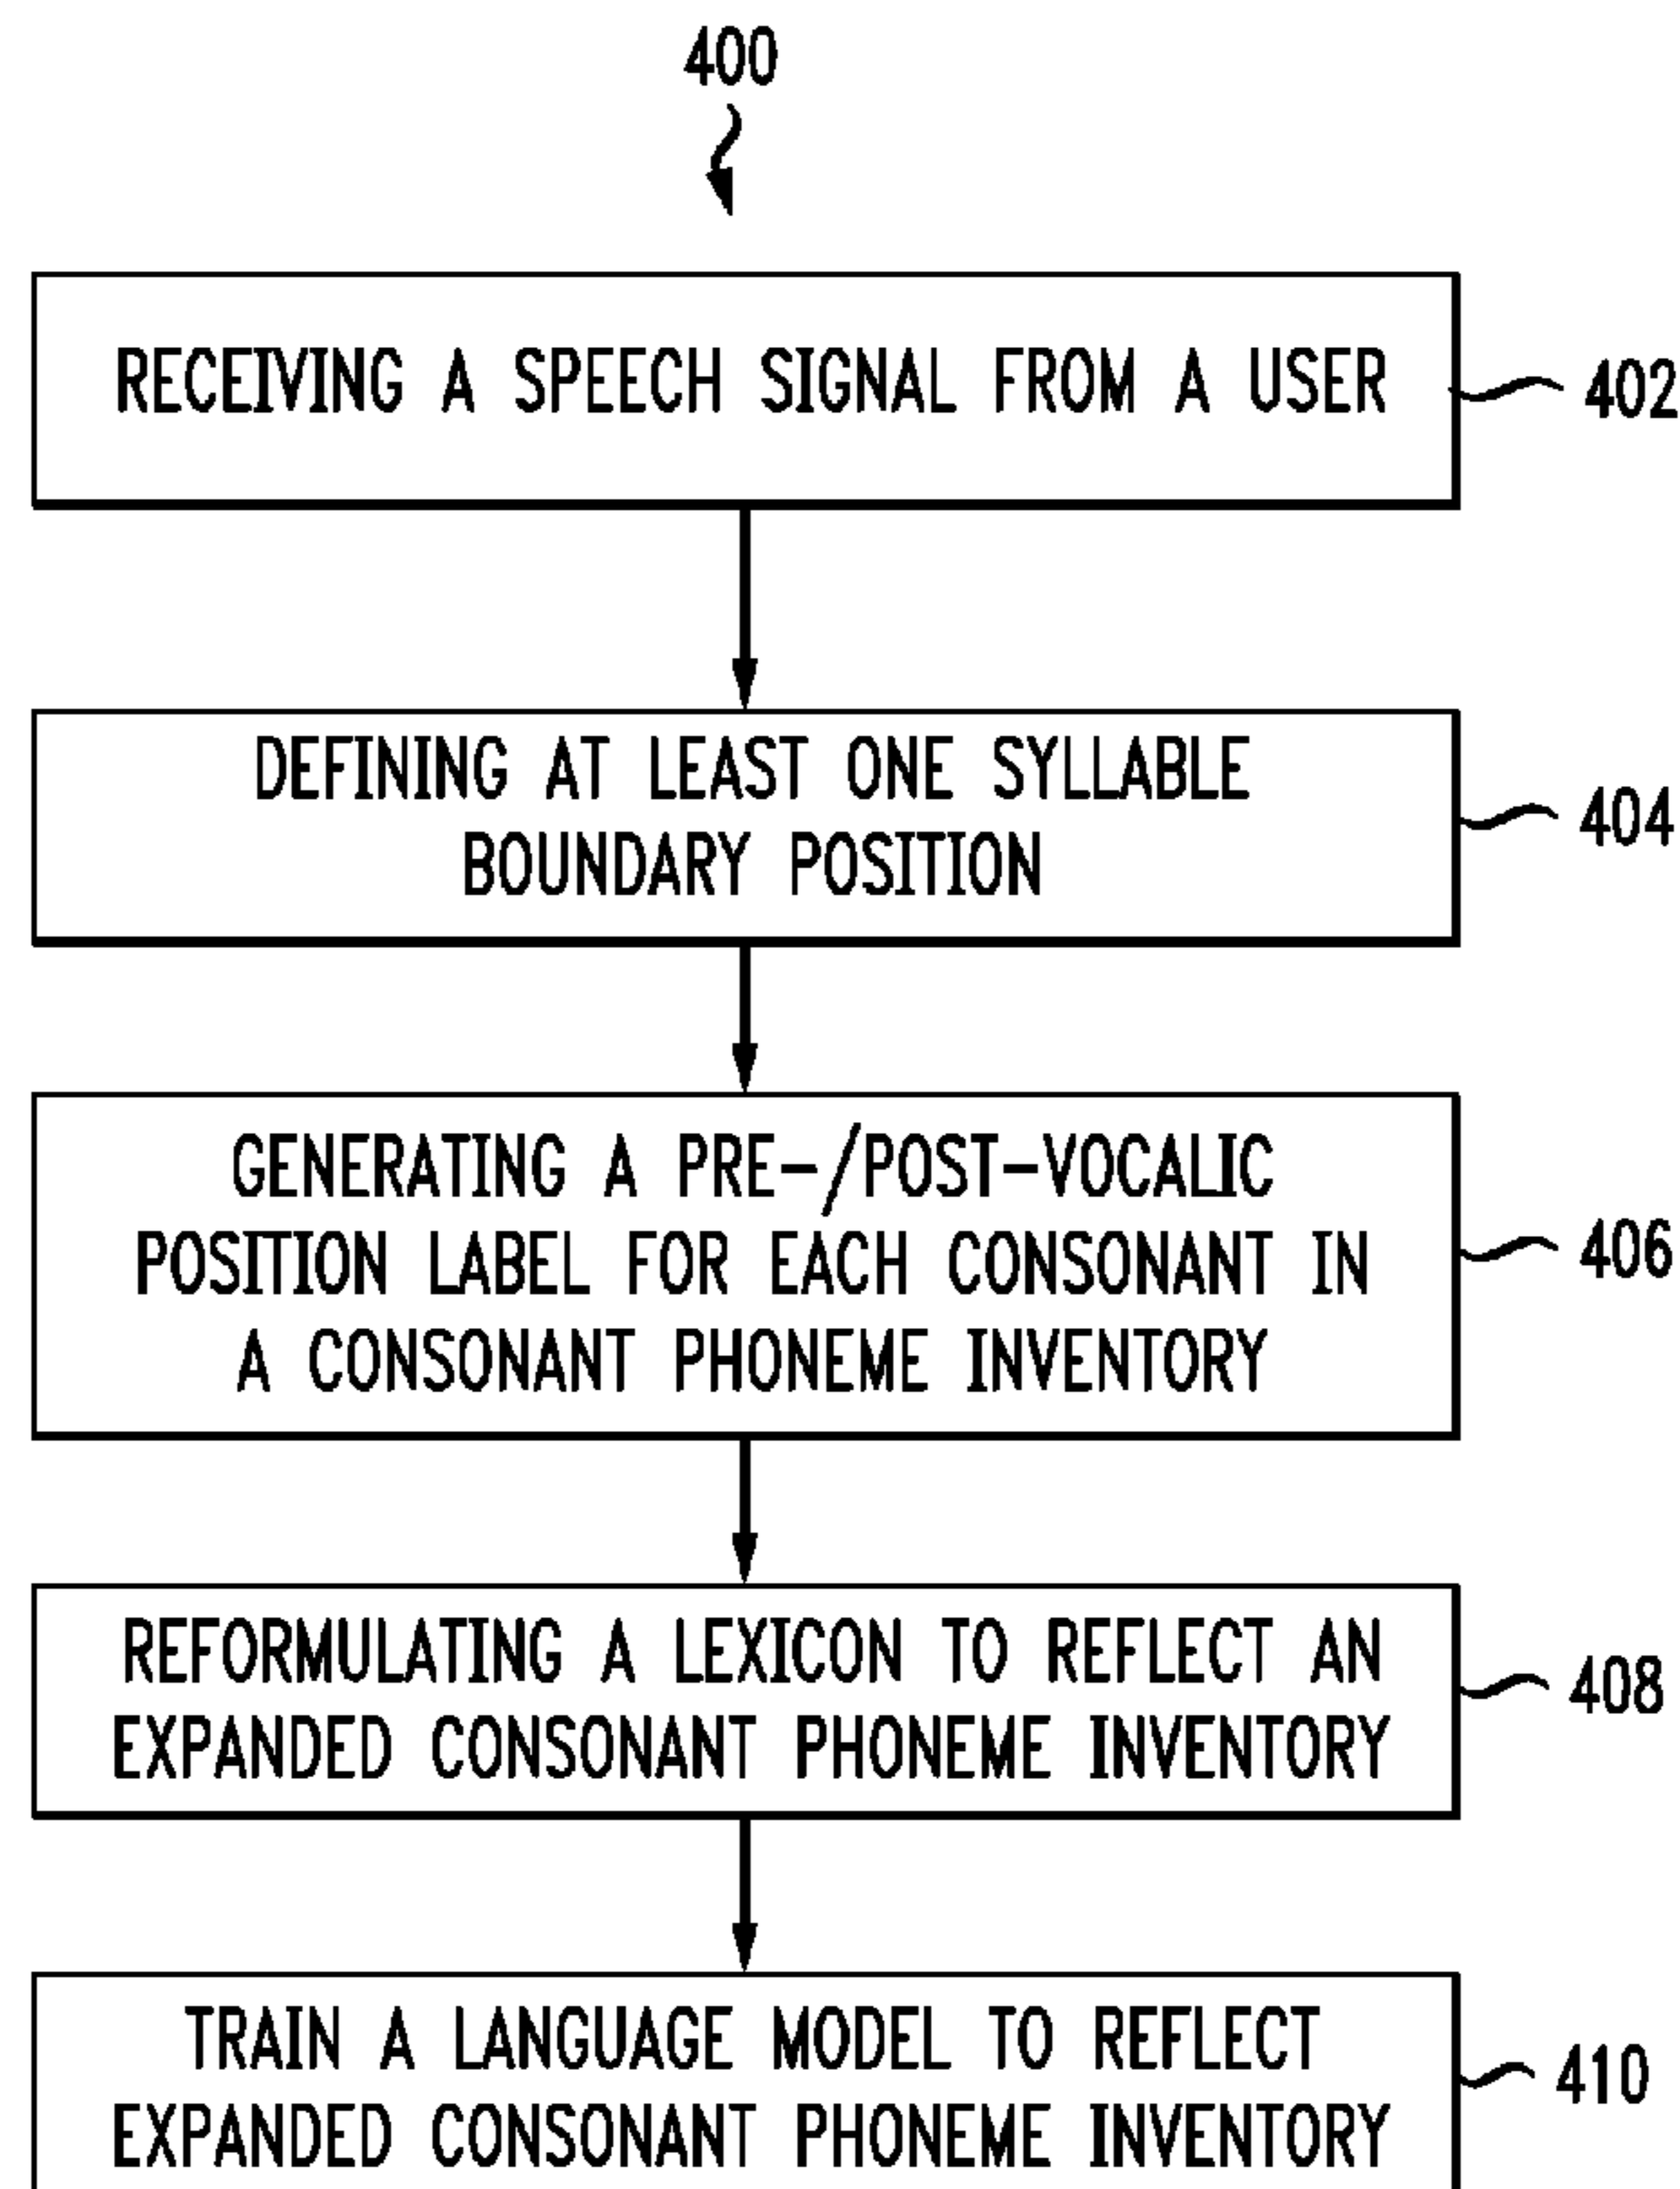 400
RECEIVING A SPEECH SIGNAL FROM A USER
402
DEFINING AT LEAST ONE SYLLABLE
BOUNDARY POSITION
404
GENERATING A PRE-/POST-VOCALIC
POSITION LABEL FOR EACH CONSONANT IN
A CONSONANT PHONEME INVENTORY
406
REFORMULATING A LEXICON TO REFLECT AN
EXPANDED CONSONANT PHONEME INVENTORY
408
TRAIN A LANGUAGE MODEL TO REFLECT
EXPANDED CONSONANT PHONEME INVENTORY
410